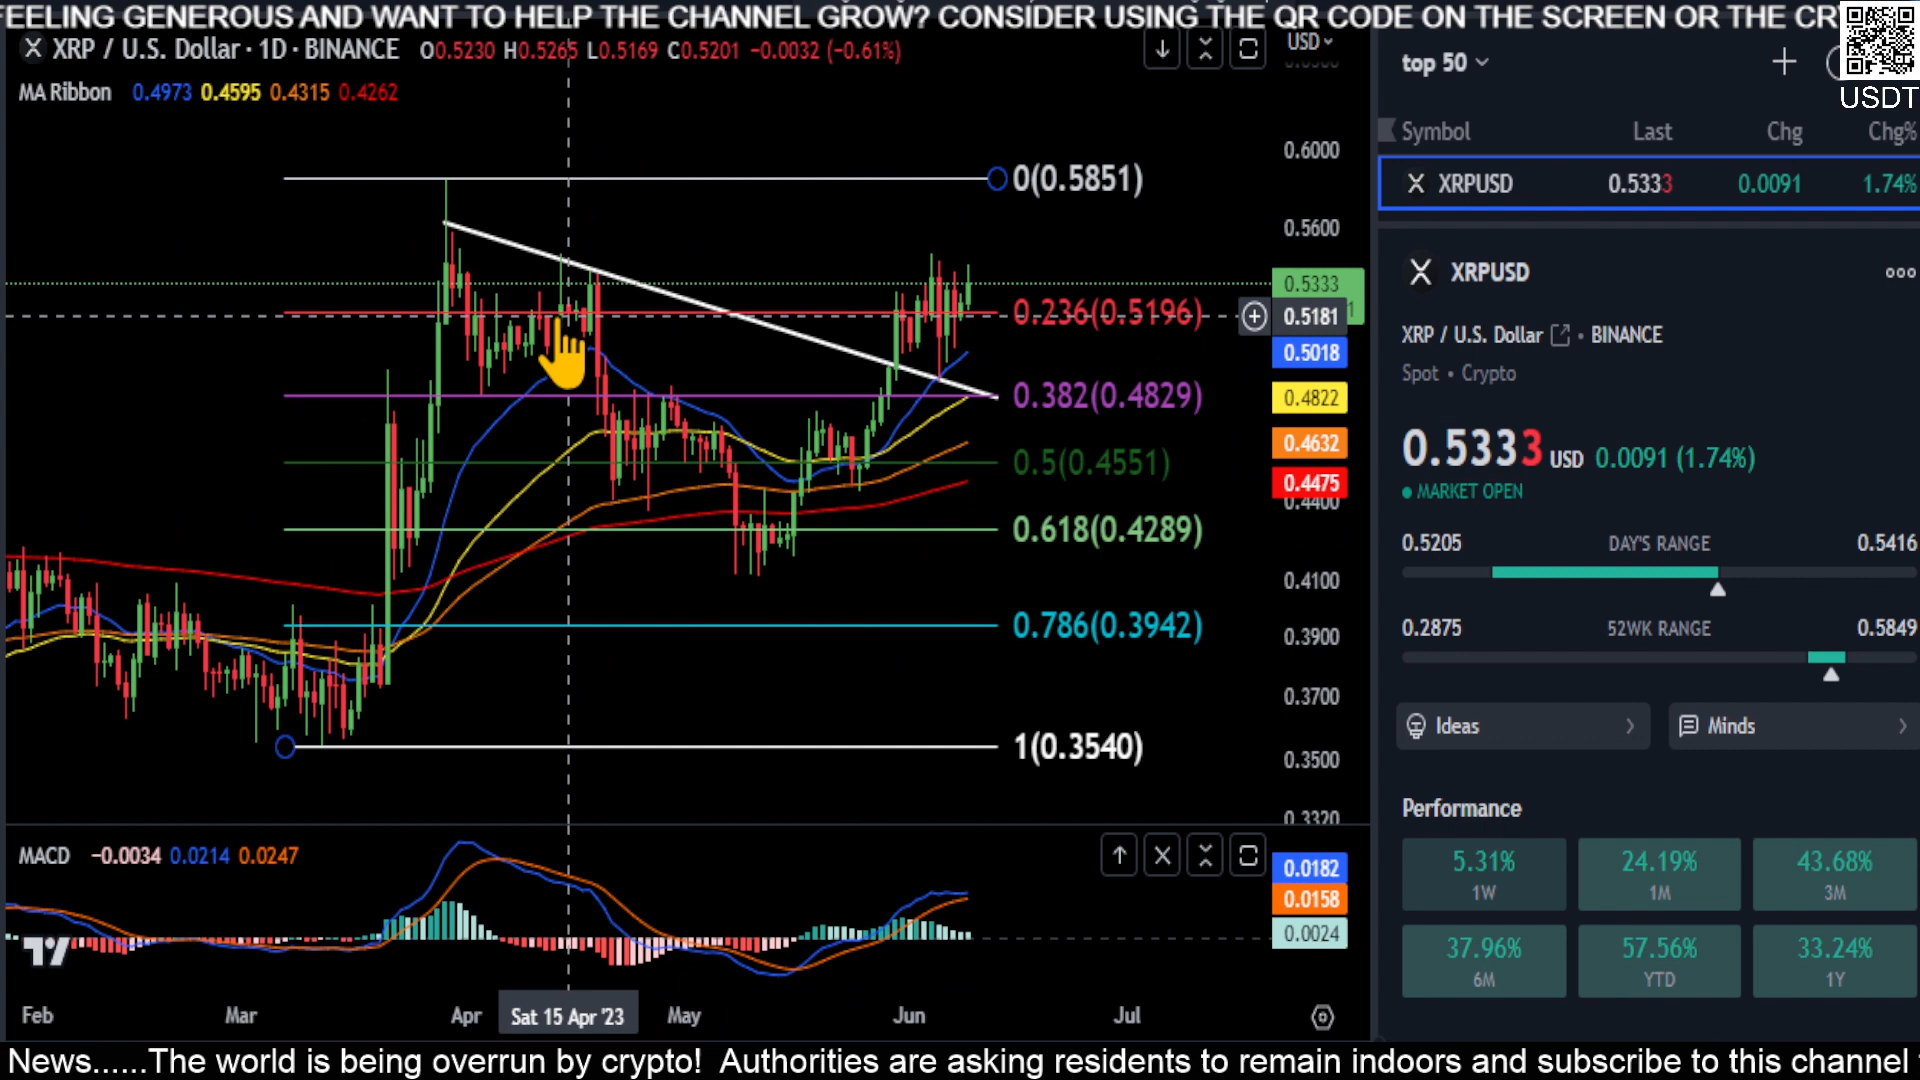 FEELING GENEROUS AND WANT TO HELP THE CHANNEL GROW? CONSIDER USING THE QR CODE ON THE SCREEN OR THE CR
XRP / U.S. Dollar · 1D · BINANCE O0.5230 H0.5265 L0.5169 C0.5201 −0.0032 (−0.61%)
USD
MA Ribbon 0.4973 0.4595 0.4315 0.4262
0.6000
0(0.5851)
0.5600
0.5333
0.236(0.5196)
0.5181
0.5018
0.382(0.4829)
0.4822
0.4632
0.5(0.4551)
0.4475
0.4400
0.618(0.4289)
0.4100
0.786(0.3942)
0.3900
0.3700
1(0.3540)
0.3500
0.3320
MACD −0.0034 0.0214 0.0247
0.0182
0.0158
0.0024
Feb Mar Apr Sat 15 Apr '23 May Jun Jul
top 50
USDT
Symbol Last Chg Chg%
XRPUSD 0.5333 0.0091 1.74%
XRPUSD
XRP / U.S. Dollar • BINANCE
Spot • Crypto
0.5333 USD 0.0091 (1.74%)
MARKET OPEN
0.5205 DAY'S RANGE 0.5416
0.2875 52WK RANGE 0.5849
Ideas Minds
Performance
5.31% 24.19% 43.68%
1W 1M 3M
37.96% 57.56% 33.24%
6M YTD 1Y
News......The world is being overrun by crypto! Authorities are asking residents to remain indoors and subscribe to this channel